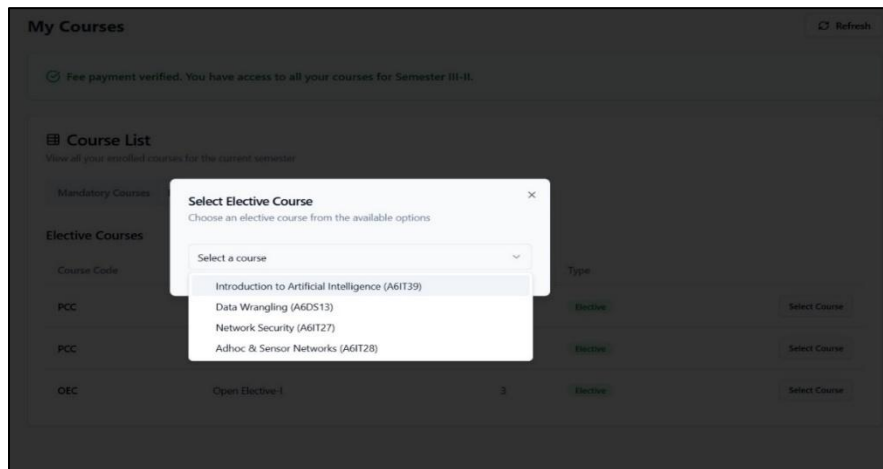 My Courses
Refresh
Fee payment verified. You have access to all your courses for Semester III-II.
Course List
View all your enrolled courses for the current semester
Mandatory Courses
Select Elective Course
Choose an elective course from the available options
Elective Courses
Select a course
Course Code
Type
Introduction to Artificial Intelligence (A6IT39)
PCC
Data Wrangling (A6DS13)
Elective
Select Course
Network Security (A6IT27)
PCC
Adhoc & Sensor Networks (A6IT28)
Elective
Select Course
OEC
Open Elective-I
3
Elective
Select Course